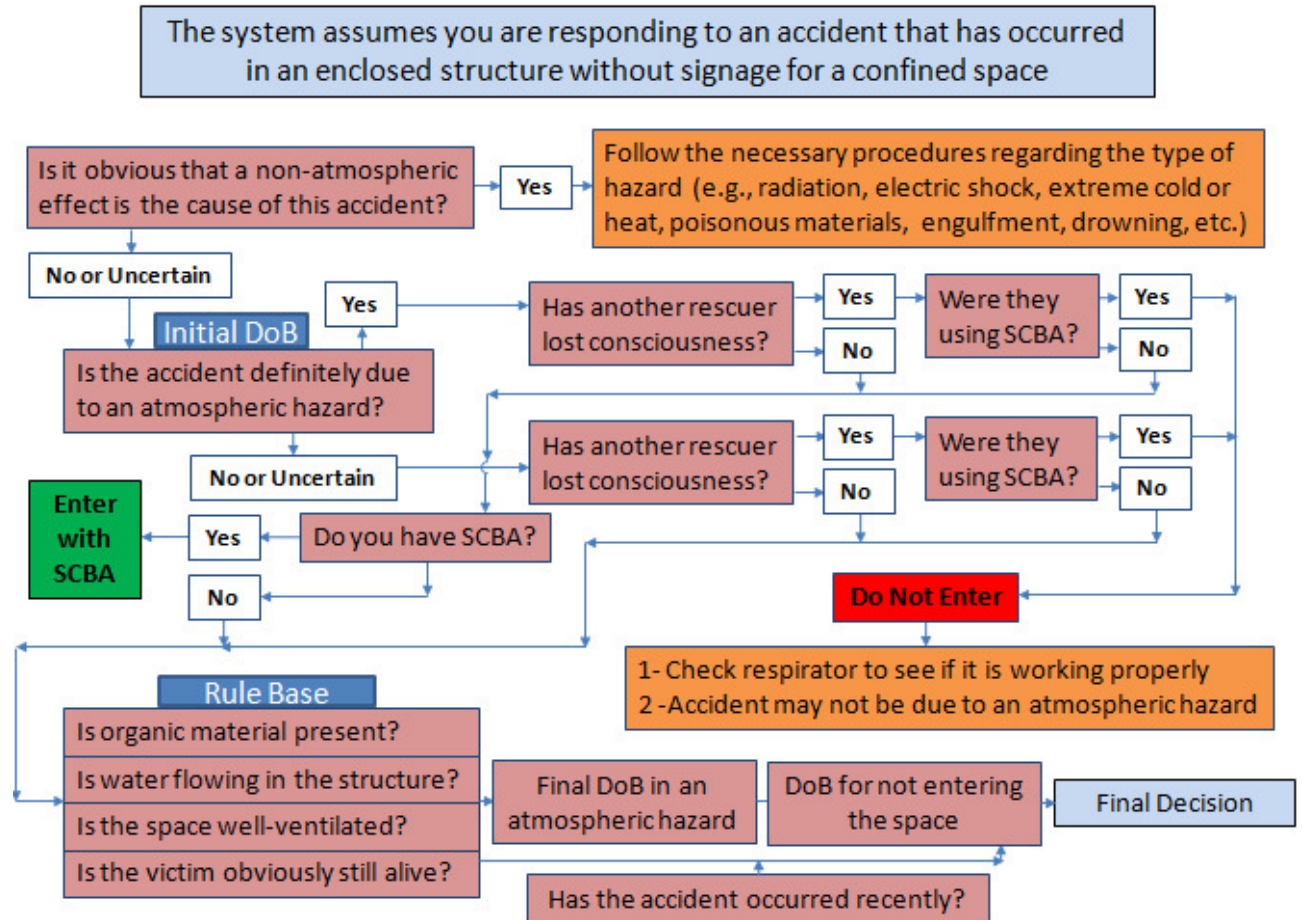 The system assumes you are responding to an accident that has occurred
in an enclosed structure without signage for a confined space
Is it obvious that a non-atmospheric
effect is the cause of this accident?
Yes
Follow the necessary procedures regarding the type of
hazard (e.g., radiation, electric shock, extreme cold or
heat, poisonous materials, engulfment, drowning, etc.)
No or Uncertain
Initial DoB
Is the accident definitely due
to an atmospheric hazard?
Yes
Has another rescuer
lost consciousness?
Yes
No
Were they
using SCBA?
Yes
No
No or Uncertain
Has another rescuer
lost consciousness?
Yes
No
Were they
using SCBA?
Yes
No
Enter
with
SCBA
Yes
Do you have SCBA?
No
Do Not Enter
1- Check respirator to see if it is working properly
2 -Accident may not be due to an atmospheric hazard
Rule Base
Is organic material present?
Is water flowing in the structure?
Is the space well-ventilated?
Is the victim obviously still alive?
Final DoB in an
atmospheric hazard
DoB for not entering
the space
Final Decision
Has the accident occurred recently?